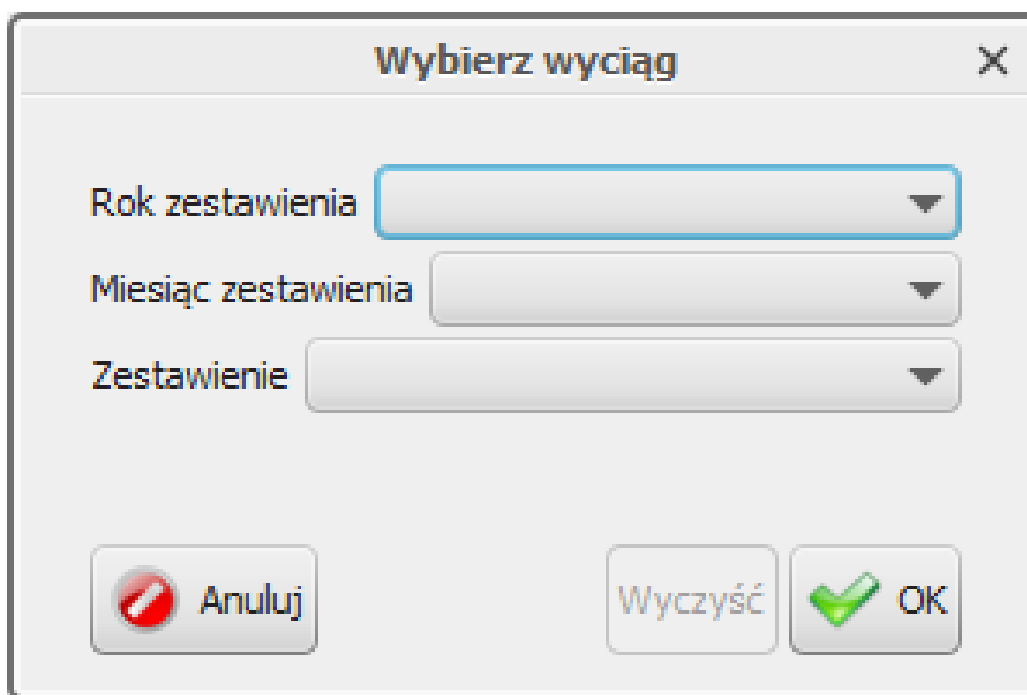 Wybierz wyciąg
Rok zestawienia
Miesiąc zestawienia
Zestawienie
Anuluj
Wyczyść
OK